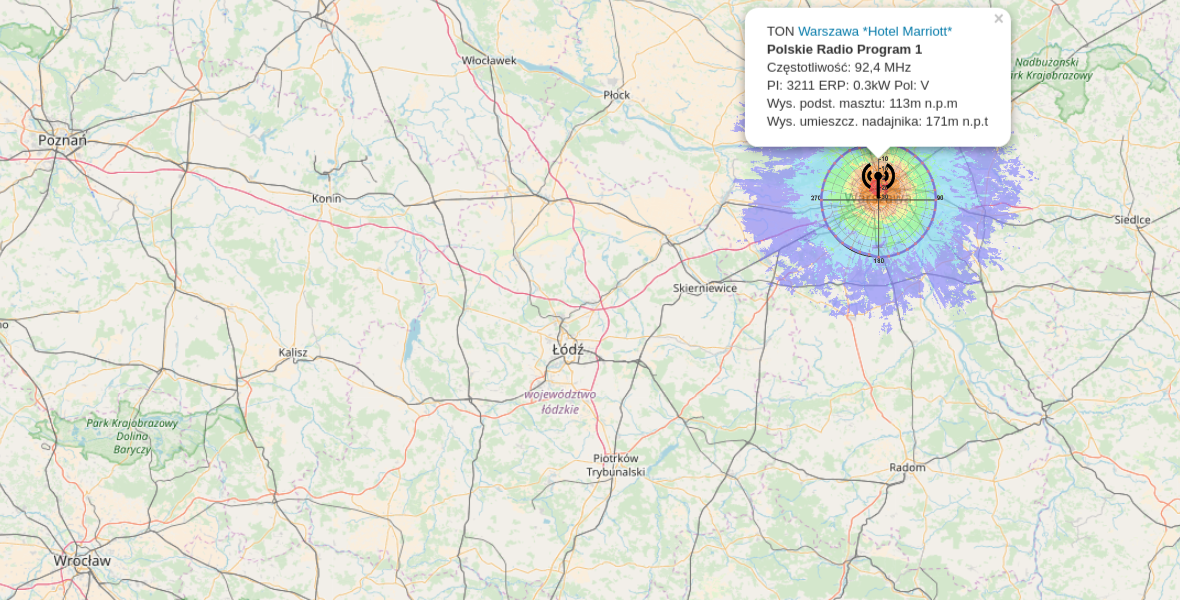 TON Warszawa *Hotel Marriott*
×
Polskie Radio Program 1
Częstotliwość: 92,4 MHz
PI: 3211 ERP: 0.3kW Pol: V
Wys. podst. masztu: 113m n.p.m
Wys. umieszcz. nadajnika: 171m n.p.t
Włocławek
Nadbużański
Park Krajobrazowy
Płock
Poznań
10
Konin
270
Warszawa
90
Siedlce
180
Skierniewice
Łódź
Kalisz
województwo
łódzkie
Park Krajobrazowy
Dolina
Baryczy
Piotrków
Trybunalski
Radom
Wrocław